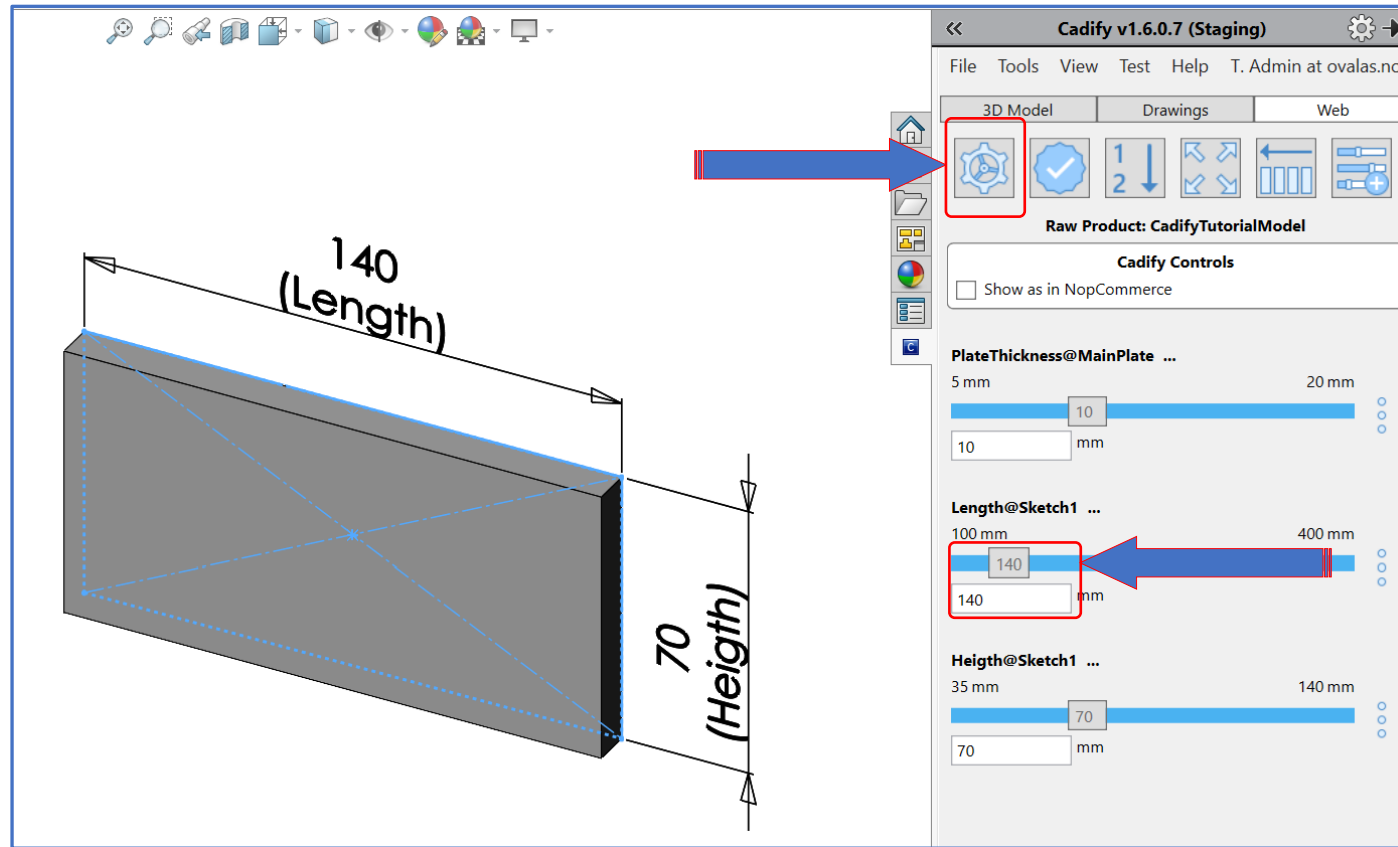 Cadify v1.6.0.7 (Staging)
File Tools View Test Help T. Admin at ovalas.no
3D Model Drawings Web
1
2
Raw Product: CadifyTutorialModel
Cadify Controls
Show as in NopCommerce
C
140
(Length)
70
(Heigth)
PlateThickness@MainPlate ...
5 mm 20 mm
10
10 mm
Length@Sketch1 ...
100 mm 400 mm
140
140 mm
Heigth@Sketch1 ...
35 mm 140 mm
70
70 mm